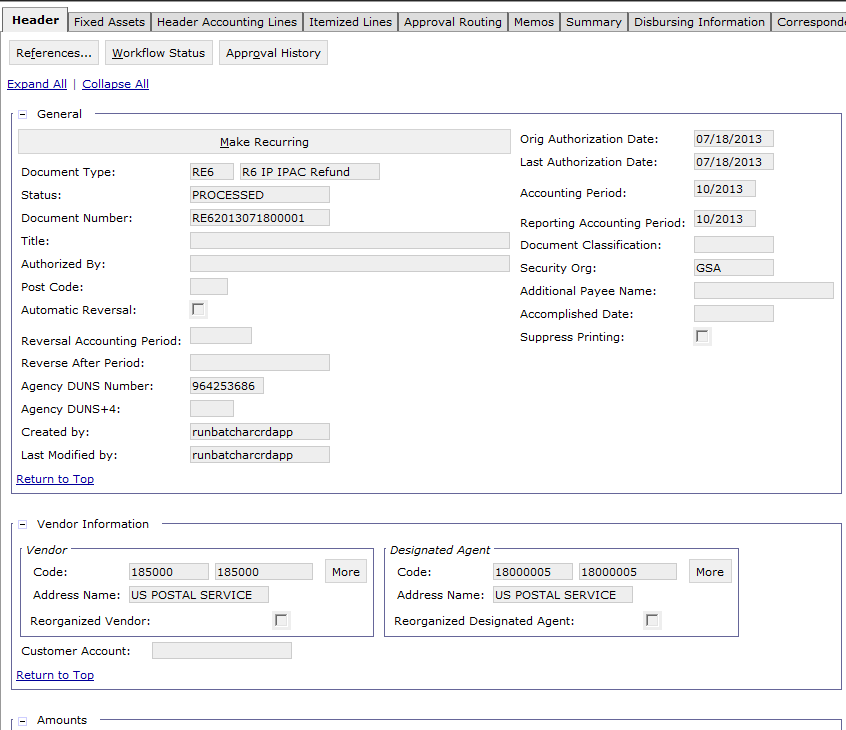 Header Fixed Assets Header Accounting Lines Itemized Lines Approval Routing Memos Summary Disbursing Information Corresponde
References... Workflow Status Approval History
Expand All | Collapse All
General
Make Recurring
Document Type: RE6 R6 IP IPAC Refund
Status: PROCESSED
Document Number: RE62013071800001
Title:
Authorized By:
Post Code:
Automatic Reversal:
Reversal Accounting Period:
Reverse After Period:
Agency DUNS Number: 964253686
Agency DUNS+4:
Created by: runbatcharcrdapp
Last Modified by: runbatcharcrdapp
Return to Top
Orig Authorization Date: 07/18/2013
Last Authorization Date: 07/18/2013
Accounting Period: 10/2013
Reporting Accounting Period: 10/2013
Document Classification:
Security Org: GSA
Additional Payee Name:
Accomplished Date:
Suppress Printing:
Vendor Information
Vendor
Code: 185000 185000 More
Address Name: US POSTAL SERVICE
Reorganized Vendor:
Designated Agent
Code: 18000005 18000005 More
Address Name: US POSTAL SERVICE
Reorganized Designated Agent:
Customer Account:
Return to Top
Amounts